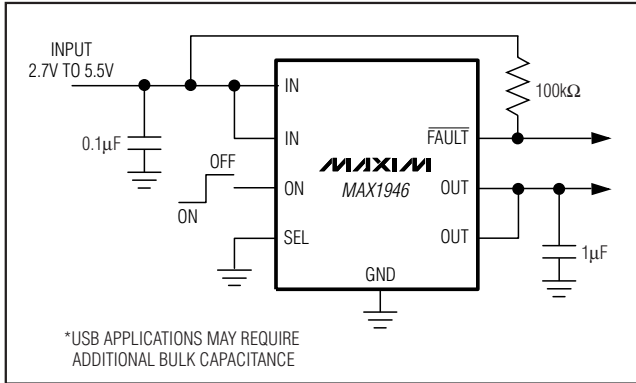 INPUT
2.7V TO 5.5V
0.1µF
OFF
ON
IN
IN
ON
SEL
MAXIM
MAX1946
GND
FAULT
OUT
OUT
100kΩ
1µF
*USB APPLICATIONS MAY REQUIRE
ADDITIONAL BULK CAPACITANCE